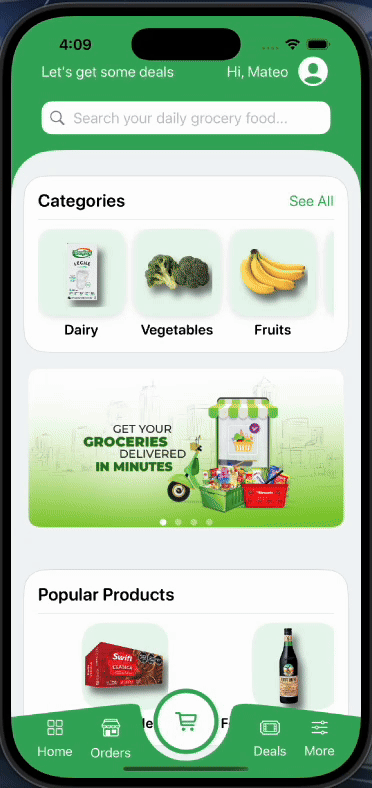 4:09
Let's get some deals
Hi, Mateo
Search your daily grocery food...
Categories
See All
Dairy
Vegetables
Fruits
GET YOUR
GROCERIES
DELIVERED
IN MINUTES
Popular Products
Swift
CLASICA
Home
Orders
Deals
More